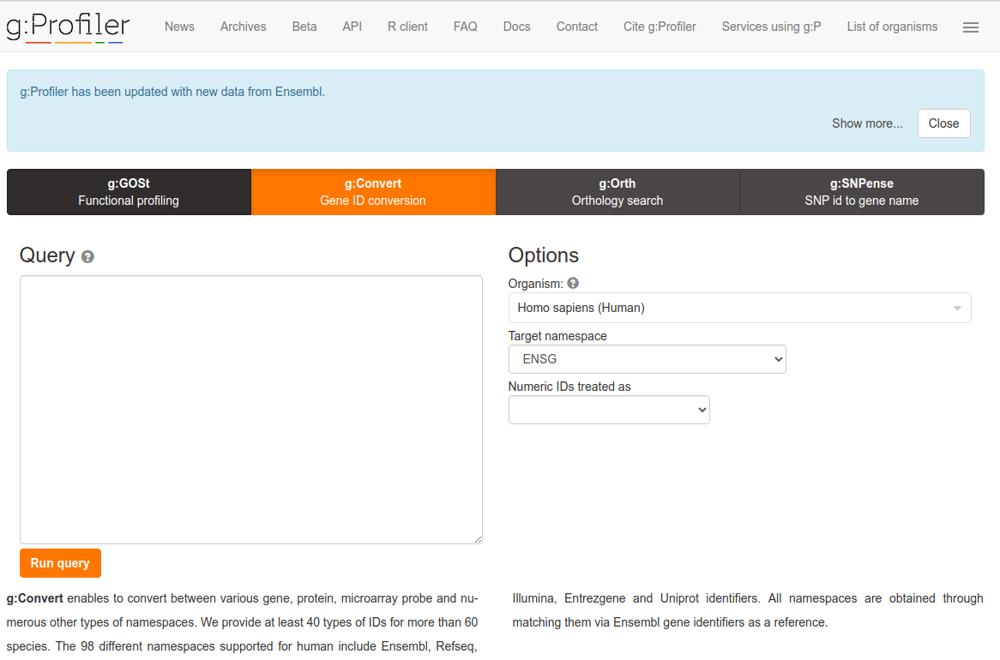 g:Profiler
News Archives Beta API R client FAQ Docs Contact Cite g:Profiler Services using g:P List of organisms
g:Profiler has been updated with new data from Ensembl.
Show more... Close
g:GOSt
Functional profiling
g:Convert
Gene ID conversion
g:Orth
Orthology search
g:SNPense
SNP id to gene name
Query ?
Options
Organism: ?
Homo sapiens (Human)
Target namespace
ENSG
Numeric IDs treated as
Run query
g:Convert enables to convert between various gene, protein, microarray probe and nu-
merous other types of namespaces. We provide at least 40 types of IDs for more than 60
species. The 98 different namespaces supported for human include Ensembl, Refseq,
Illumina, Entrezgene and Uniprot identifiers. All namespaces are obtained through
matching them via Ensembl gene identifiers as a reference.